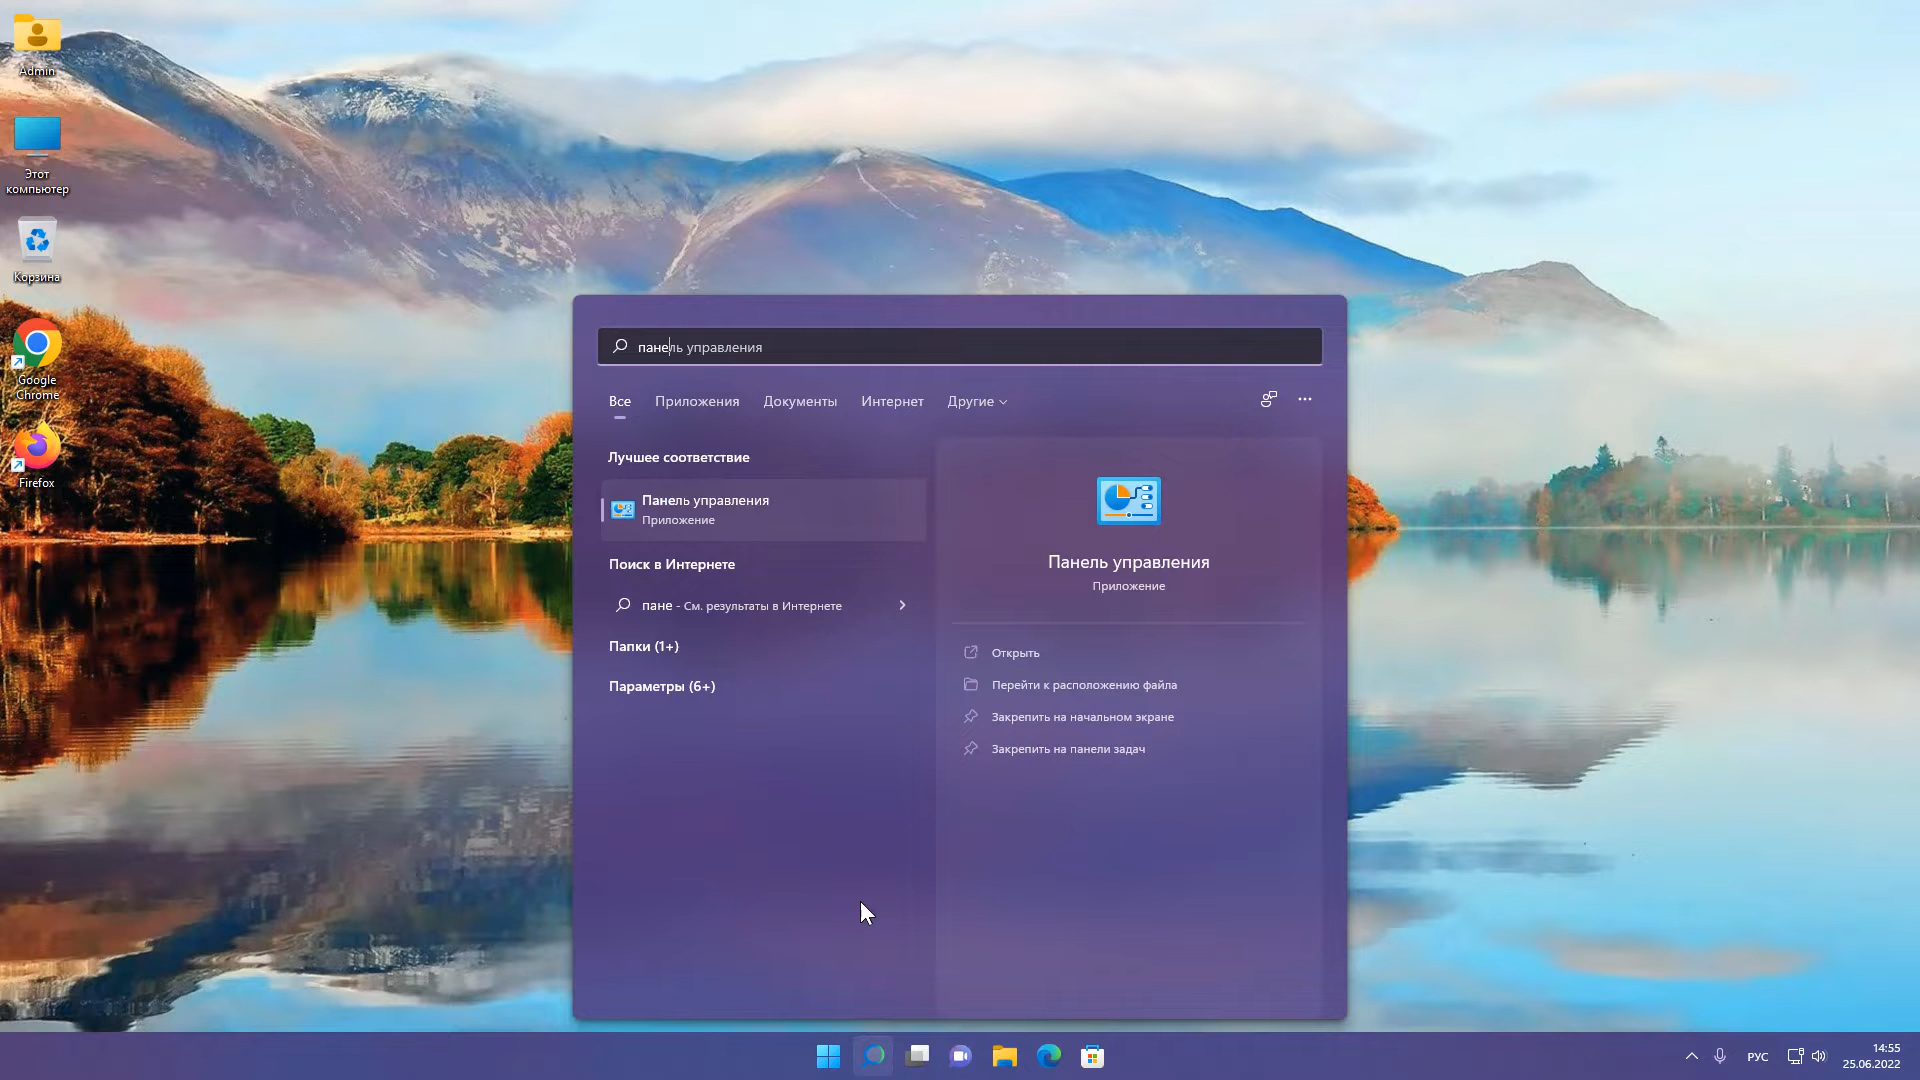 Admin
Этот
компьютер
Корзина
Google
Chrome
Firefox
панель управления
Все
Приложения
Документы
Интернет
Другие
Лучшее соответствие
Панель управления
Приложение
Поиск в Интернете
пане - См. результаты в Интернете
Папки (1+)
Параметры (6+)
Панель управления
Приложение
Открыть
Перейти к расположению файла
Закрепить на начальном экране
Закрепить на панели задач
РУС
14:55
25.06.2022